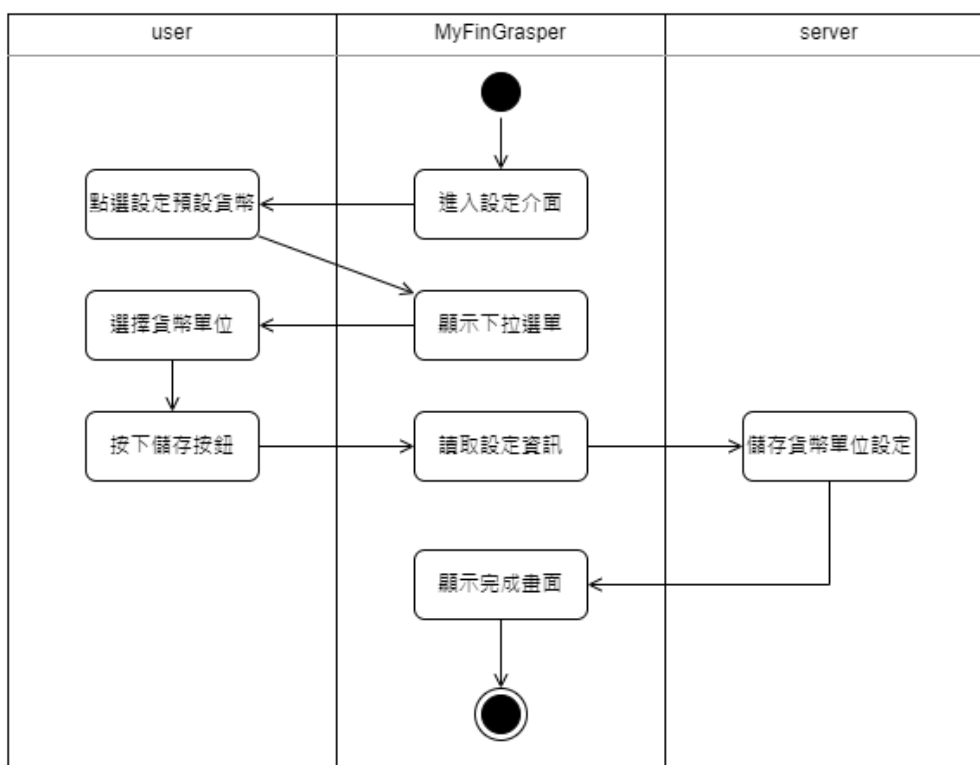 user
MyFinGrasper
server
進入設定介面
點選設定預設貨幣
顯示下拉選單
選擇貨幣單位
按下儲存按鈕
讀取設定資訊
儲存貨幣單位設定
顯示完成畫面